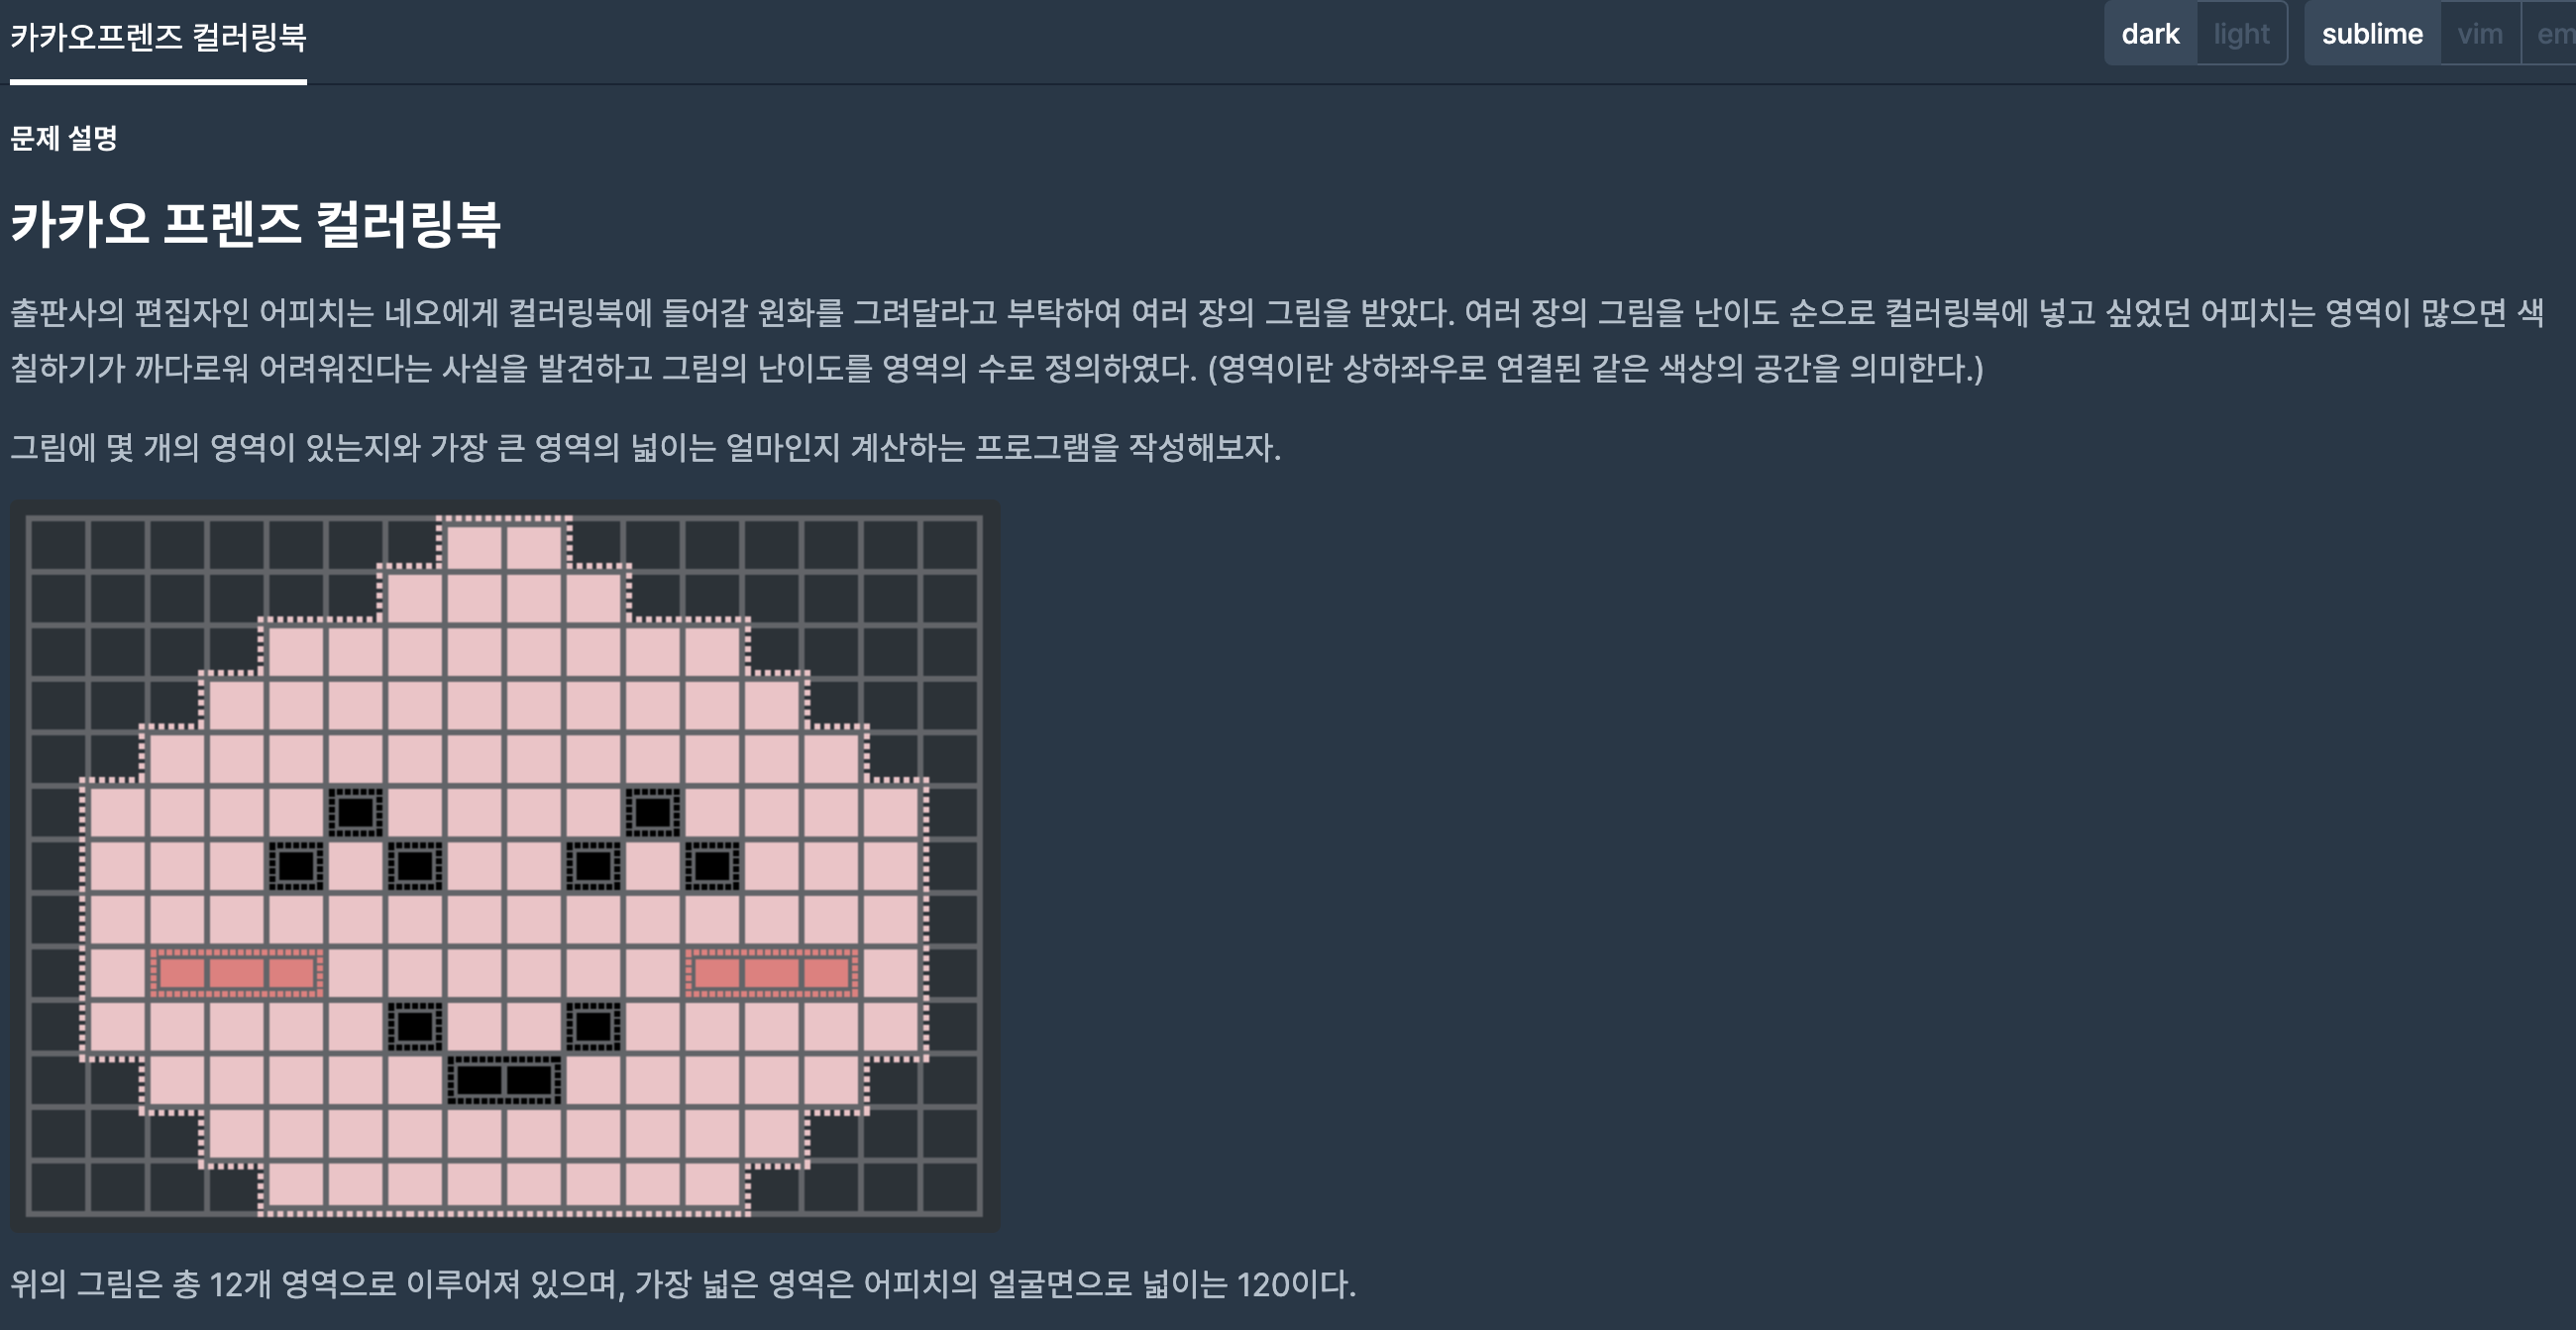 카카오프렌즈 컬러링북
dark light sublime vim em
문제 설명
카카오 프렌즈 컬러링북
출판사의 편집자인 어피치는 네오에게 컬러링북에 들어갈 원화를 그려달라고 부탁하여 여러 장의 그림을 받았다. 여러 장의 그림을 난이도 순으로 컬러링북에 넣고 싶었던 어피치는 영역이 많으면 색
칠하기가 까다로워 어려워진다는 사실을 발견하고 그림의 난이도를 영역의 수로 정의하였다. (영역이란 상하좌우로 연결된 같은 색상의 공간을 의미한다.)
그림에 몇 개의 영역이 있는지와 가장 큰 영역의 넓이는 얼마인지 계산하는 프로그램을 작성해보자.
위의 그림은 총 12개 영역으로 이루어져 있으며, 가장 넓은 영역은 어피치의 얼굴면으로 넓이는 120이다.